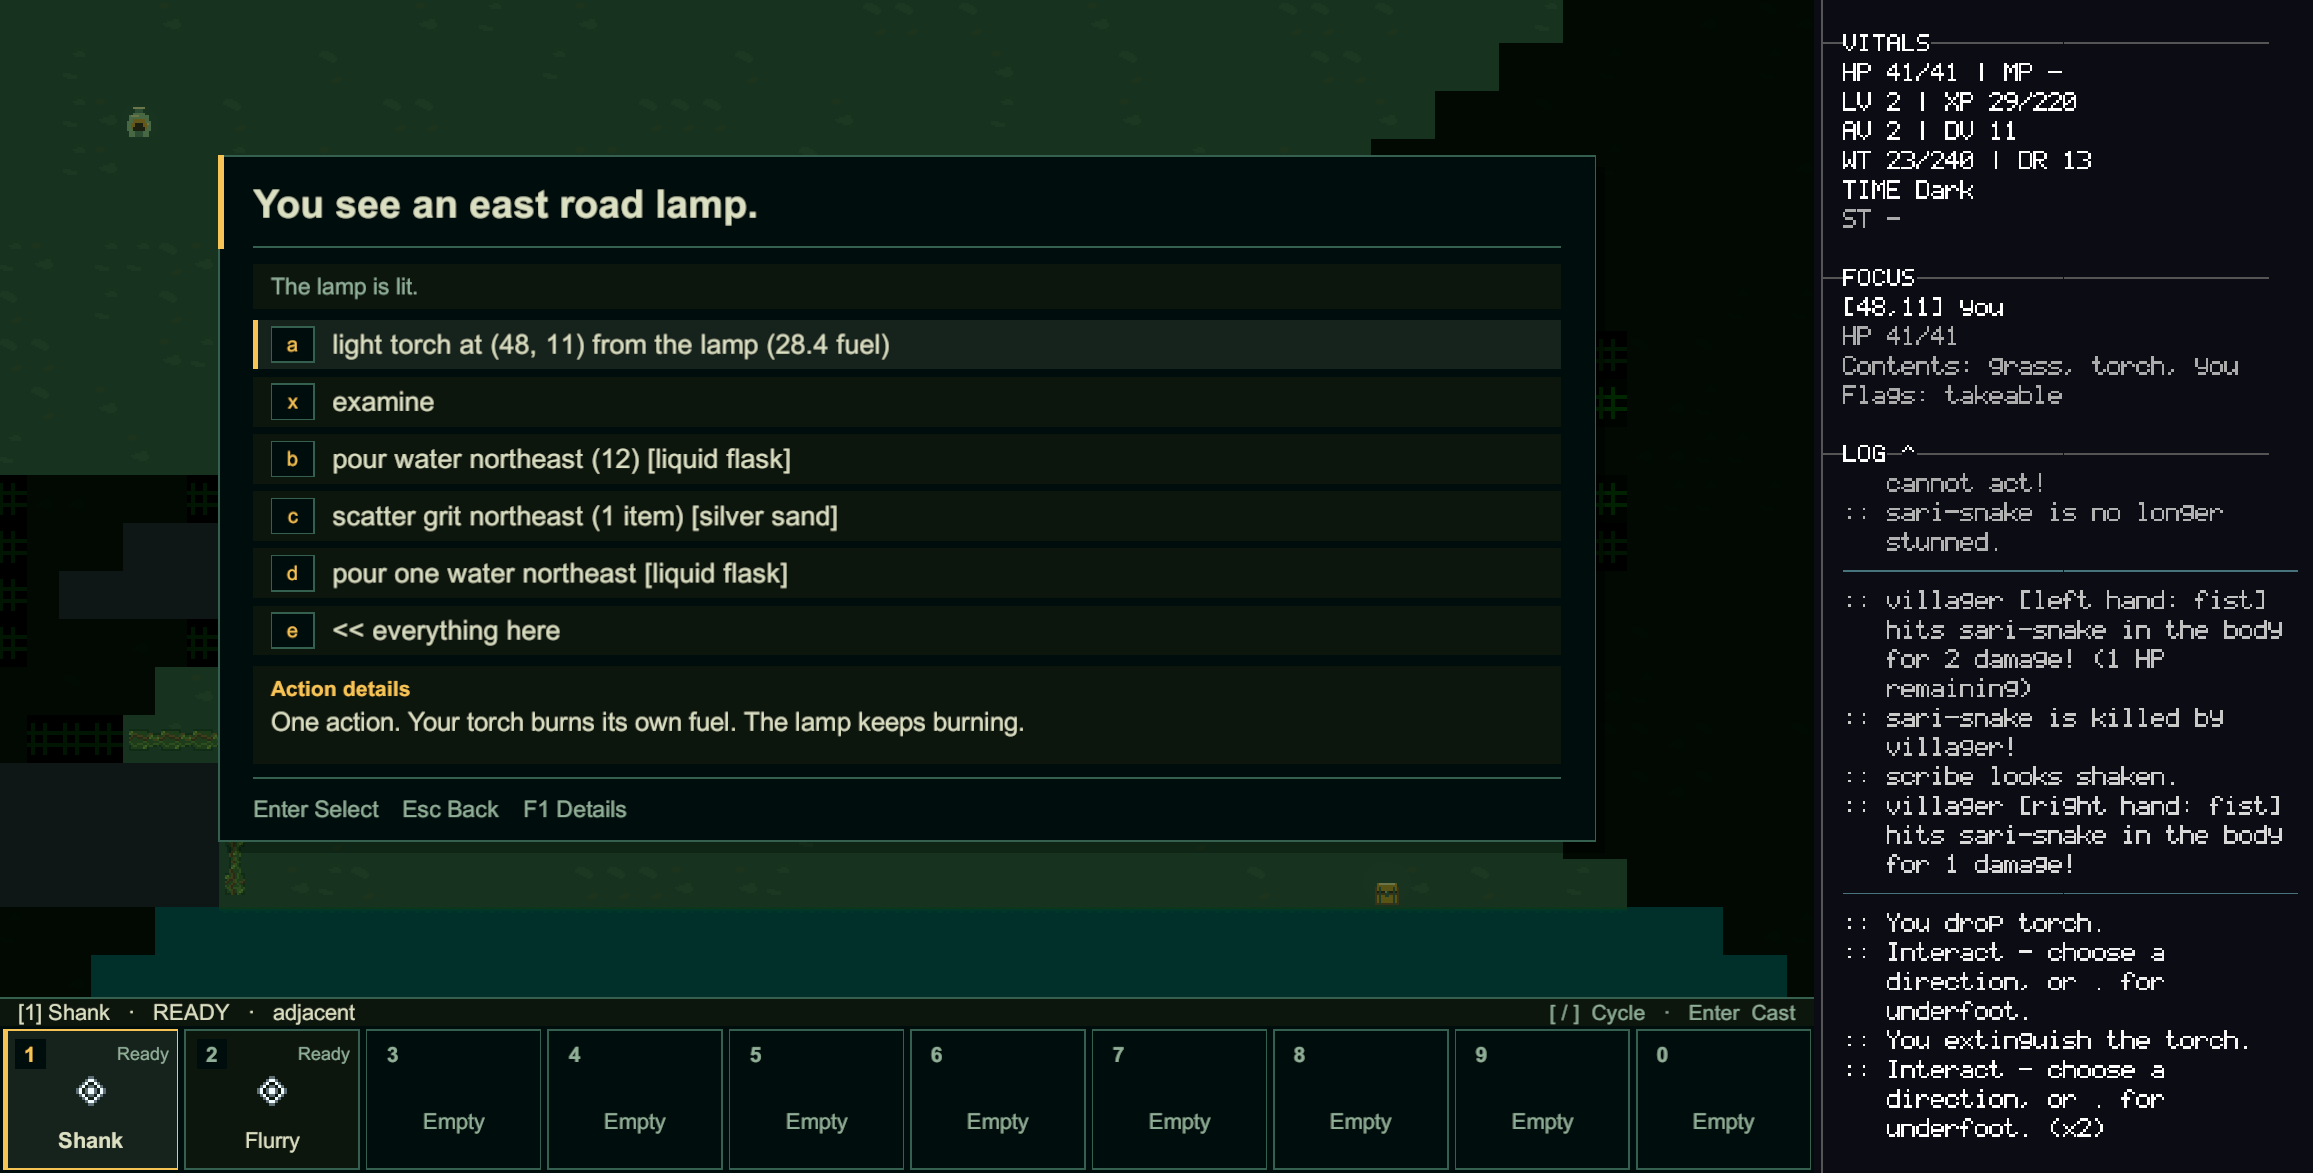 You see an east road lamp.
The lamp is lit.
a light torch at (48, 11) from the lamp (28.4 fuel)
x examine
b pour water northeast (12) [liquid flask]
c scatter grit northeast (1 item) [silver sand]
d pour one water northeast [liquid flask]
e << everything here
Action details
One action. Your torch burns its own fuel. The lamp keeps burning.
Enter Select Esc Back F1 Details
[1] Shank · READY · adjacent
[ / ] Cycle · Enter Cast
1 Ready
Shank
2 Ready
Flurry
3
Empty
4
Empty
5
Empty
6
Empty
7
Empty
8
Empty
9
Empty
0
Empty
VITALS
HP 41/41 | MP -
LV 2 | XP 29/220
AV 2 | DV 11
WT 23/240 | DR 13
TIME Dark
ST -
FOCUS
[48,11] You
HP 41/41
Contents: grass, torch, You
Flags: takeable
LOG ^
cannot act!
:: sari-snake is no longer
stunned.
:: villager [left hand: fist]
hits sari-snake in the body
for 2 damage! (1 HP
remaining)
:: sari-snake is killed by
villager!
:: scribe looks shaken.
:: villager [right hand: fist]
hits sari-snake in the body
for 1 damage!
:: You drop torch.
:: Interact - choose a
direction, or . for
underfoot.
:: You extinguish the torch.
:: Interact - choose a
direction, or . for
underfoot. (x2)